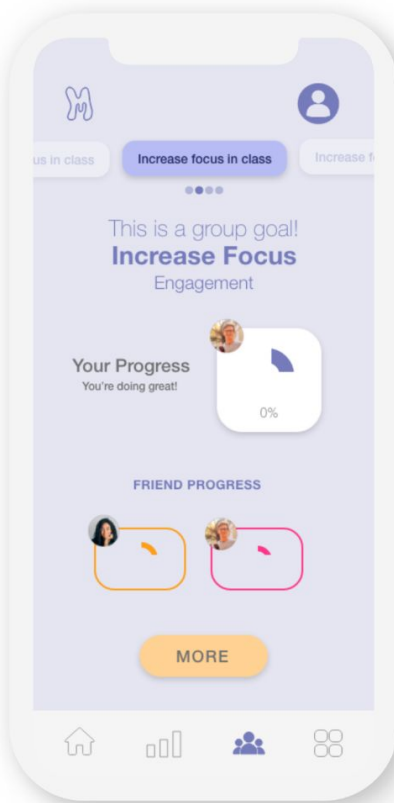 us in class
Increase focus in class
Increase f
This is a group goal!
Increase Focus
Engagement
Your Progress
You're doing great!
0%
FRIEND PROGRESS
MORE